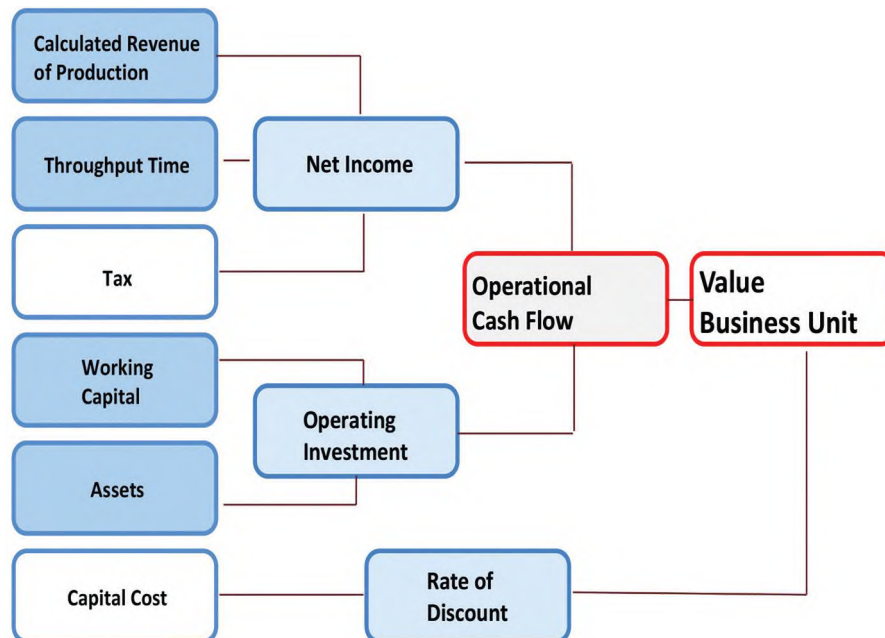 Calculated Revenue
of Production
Throughput Time
Net Income
Tax
Operational
Cash Flow
Value
Business Unit
Working
Capital
Operating
Investment
Assets
Capital Cost
Rate of
Discount